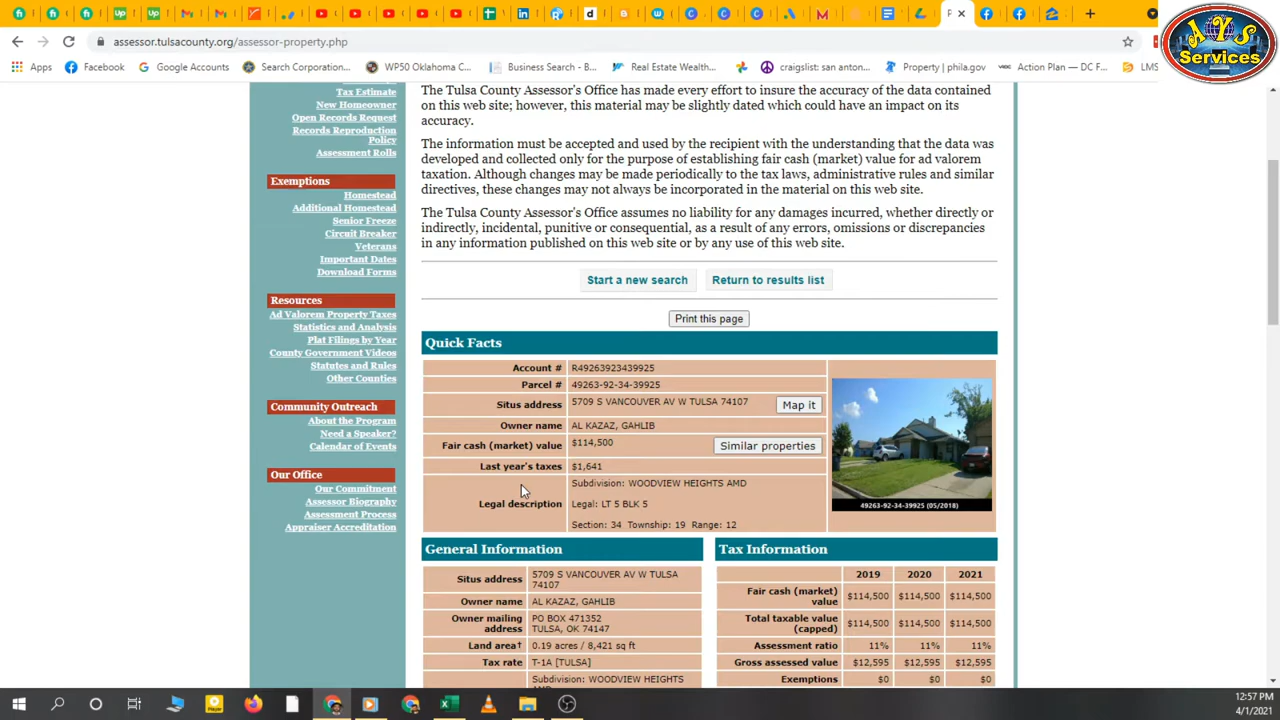 assessor.tulsacounty.org/assessor-property.php
Apps Facebook Google Accounts Search Corporation... WP50 Oklahoma C... Business Search - B... Real Estate Wealth... craigslist: san anton... Property | phila.gov Action Plan — DC F... LMS
AYS
Services
Tax Estimate
New Homeowner
Open Records Request
Records Reproduction
Policy
Assessment Rolls
Exemptions
Homestead
Additional Homestead
Senior Freeze
Circuit Breaker
Veterans
Important Dates
Download Forms
Resources
Ad Valorem Property Taxes
Statistics and Analysis
Plat Filings by Year
County Government Videos
Statutes and Rules
Other Counties
Community Outreach
About the Program
Need a Speaker?
Calendar of Events
Our Office
Our Commitment
Assessor Biography
Assessment Process
Appraiser Accreditation
The Tulsa County Assessor's Office has made every effort to insure the accuracy of the data contained
on this web site; however, this material may be slightly dated which could have an impact on its
accuracy.
The information must be accepted and used by the recipient with the understanding that the data was
developed and collected only for the purpose of establishing fair cash (market) value for ad valorem
taxation. Although changes may be made periodically to the tax laws, administrative rules and similar
directives, these changes may not always be incorporated in the material on this web site.
The Tulsa County Assessor's Office assumes no liability for any damages incurred, whether directly or
indirectly, incidental, punitive or consequential, as a result of any errors, omissions or discrepancies
in any information published on this web site or by any use of this web site.
Start a new search Return to results list
Print this page
Quick Facts
Account # R49263923439925
Parcel # 49263-92-34-39925
Situs address 5709 S VANCOUVER AV W TULSA 74107 Map it
Owner name AL KAZAZ, GAHLIB
Fair cash (market) value $114,500 Similar properties
Last year's taxes $1,641
Subdivision: WOODVIEW HEIGHTS AMD
Legal description Legal: LT 5 BLK 5
Section: 34 Township: 19 Range: 12
49263-92-34-39925 (05/2018)
General Information
Situs address 5709 S VANCOUVER AV W TULSA
74107
Owner name AL KAZAZ, GAHLIB
Owner mailing PO BOX 471352
address TULSA, OK 74147
Land area† 0.19 acres / 8,421 sq ft
Tax rate T-1A [TULSA]
Subdivision: WOODVIEW HEIGHTS
Tax Information
2019 2020 2021
Fair cash (market)
value $114,500 $114,500 $114,500
Total taxable value
(capped) $114,500 $114,500 $114,500
Assessment ratio 11% 11% 11%
Gross assessed value $12,595 $12,595 $12,595
Exemptions $0 $0 $0
12:57 PM
4/1/2021